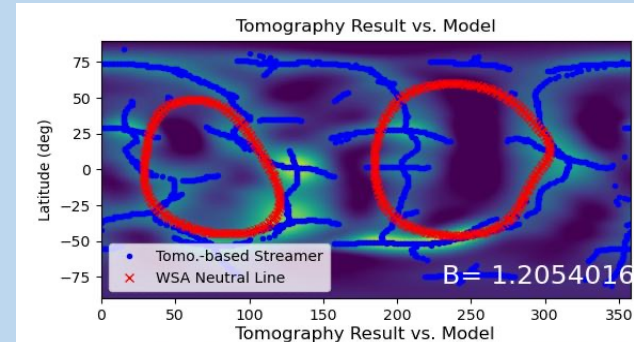 Tomography Result vs. Model
75
50
25
0
−25
−50
−75
Latitude (deg)
Tomo.-based Streamer
WSA Neutral Line
B= 1.2054016
0 50 100 150 200 250 300 350
Tomography Result vs. Model